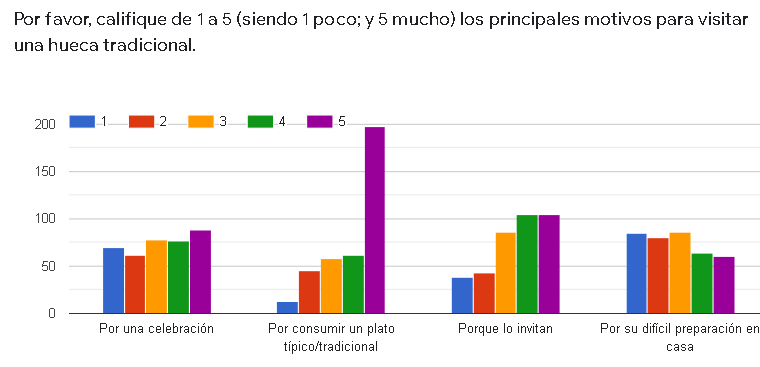 Por favor, califique de 1 a 5 (siendo 1 poco; y 5 mucho) los principales motivos para visitar
una hueca tradicional.
1 2 3 4 5
200
150
100
50
0
Por una celebración
Por consumir un plato
típico/tradicional
Porque lo invitan
Por su difícil preparación en
casa